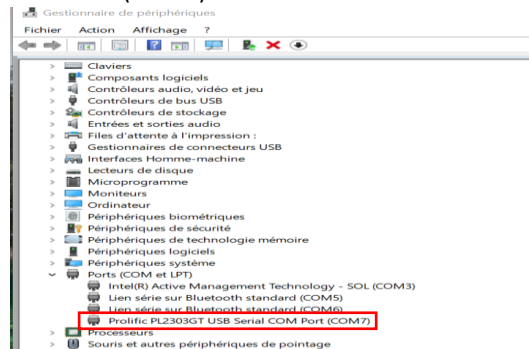 Gestionnaire de périphériques
Fichier Action Affichage ?
Claviers
Composants logiciels
Contrôleurs audio, vidéo et jeu
Contrôleurs de bus USB
Contrôleurs de stockage
Entrées et sorties audio
Files d'attente à l'impression :
Gestionnaires de connecteurs USB
Interfaces Homme-machine
Lecteurs de disque
Microprogramme
Moniteurs
Ordinateur
Périphériques biométriques
Périphériques de sécurité
Périphériques de technologie mémoire
Périphériques logiciels
Périphériques système
Ports (COM et LPT)
Intel(R) Active Management Technology - SOL (COM3)
Lien série sur Bluetooth standard (COM5)
Lien série sur Bluetooth standard (COM6)
Prolific PL2303GT USB Serial COM Port (COM7)
Processeurs
Souris et autres périphériques de pointage